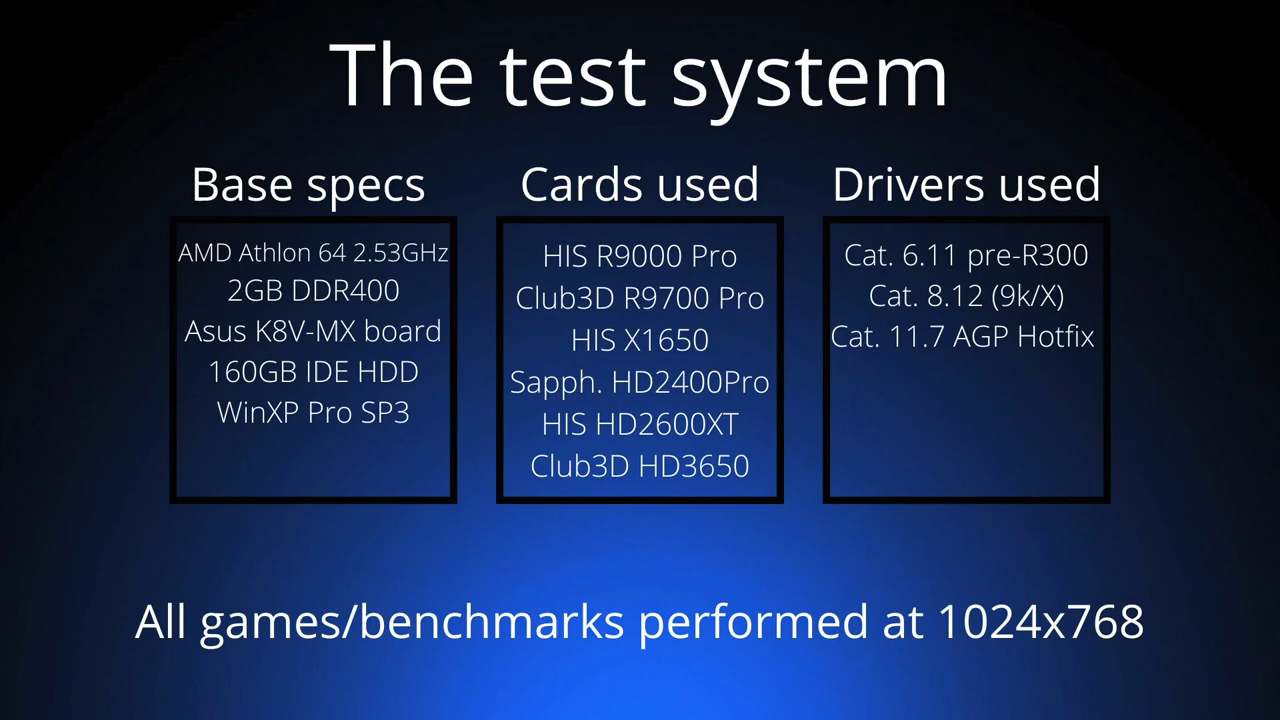 The test system
Base specs
AMD Athlon 64 2.53GHz
2GB DDR400
Asus K8V-MX board
160GB IDE HDD
WinXP Pro SP3
Cards used
HIS R9000 Pro
Club3D R9700 Pro
HIS X1650
Sapph. HD2400Pro
HIS HD2600XT
Club3D HD3650
Drivers used
Cat. 6.11 pre-R300
Cat. 8.12 (9k/X)
Cat. 11.7 AGP Hotfix
All games/benchmarks performed at 1024x768